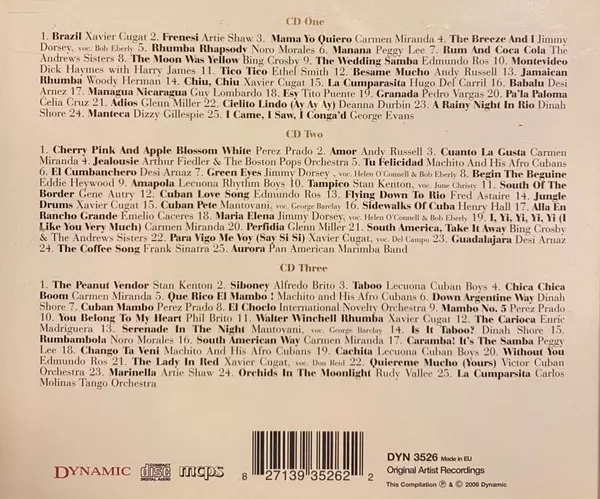 CD One
1. Brazil Xavier Cugat 2. Frenesi Artie Shaw 3. Mama Yo Quiero Carmen Miranda 4. The Breeze And I Jimmy
Dorsey, voc. Bob Eberly 5. Rhumba Rhapsody Noro Morales 6. Manana Peggy Lee 7. Rum And Coca Cola The
Andrews Sisters 8. The Moon Was Yellow Bing Crosby 9. The Wedding Samba Edmundo Ros 10. Montevideo
Dick Haymes with Harry James 11. Tico Tico Ethel Smith 12. Besame Mucho Andy Russell 13. Jamaican
Rhumba Woody Herman 14. Chiu, Chiu Xavier Cugat 15. La Cumparasita Hugo Del Carril 16. Babalu Desi
Arnez 17. Managua Nicaragua Guy Lombardo 18. Esy Tito Puente 19. Granada Pedro Vargas 20. Pa'la Paloma
Celia Cruz 21. Adios Glenn Miller 22. Cielito Lindo (Ay Ay Ay) Deanna Durbin 23. A Rainy Night In Rio Dinah
Shore 24. Manteca Dizzy Gillespie 25. I Came, I Saw, I Conga'd George Evans
CD Two
1. Cherry Pink And Apple Blossom White Perez Prado 2. Amor Andy Russell 3. Cuanto La Gusta Carmen
Miranda 4. Jealousie Arthur Fiedler & The Boston Pops Orchestra 5. Tu Felicidad Machito And His Afro Cubans
6. El Cumbanchero Desi Arnaz 7. Green Eyes Jimmy Dorsey, voc. Helen O'Connell & Bob Eberly 8. Begin The Beguine
Eddie Heywood 9. Amapola Lecuona Rhythm Boys 10. Tampico Stan Kenton, voc. June Christy 11. South Of The
Border Gene Autry 12. Cuban Love Song Edmundo Ros 13. Flying Down To Rio Fred Astaire 14. Jungle
Drums Xavier Cugat 15. Cuban Pete Mantovani, voc. George Barclay 16. Sidewalks Of Cuba Henry Hall 17. Alla En
Rancho Grande Emelio Caceres 18. Maria Elena Jimmy Dorsey, voc. Helen O'Connell & Bob Eberly 19. I, Yi, Yi, Yi, Yi (I
Like You Very Much) Carmen Miranda 20. Perfidia Glenn Miller 21. South America, Take It Away Bing Crosby
& The Andrews Sisters 22. Para Vigo Me Voy (Say Si Si) Xavier Cugat, voc. Del Campo 23. Guadalajara Desi Arnaz
24. The Coffee Song Frank Sinatra 25. Aurora Pan American Marimba Band
CD Three
1. The Peanut Vendor Stan Kenton 2. Siboney Alfredo Brito 3. Taboo Lecuona Cuban Boys 4. Chica Chica
Boom Carmen Miranda 5. Que Rico El Mambo ! Machito and His Afro Cubans 6. Down Argentine Way Dinah
Shore 7. Cuban Mambo Perez Prado 8. El Choclo International Novelty Orchestra 9. Mambo No. 5 Perez Prado
10. You Belong To My Heart Phil Brito 11. Walter Winchell Rhumba Xavier Cugat 12. The Carioca Enric
Madriguera 13. Serenade In The Night Mantovani, voc. George Barclay 14. Is It Taboo? Dinah Shore 15.
Rumbambola Noro Morales 16. South American Way Carmen Miranda 17. Caramba! It's The Samba Peggy
Lee 18. Chango Ta Veni Machito And His Afro Cubans 19. Cachita Lecuona Cuban Boys 20. Without You
Edmundo Ros 21. The Lady In Red Xavier Cugat, voc. Don Reid 22. Quiereme Mucho (Yours) Victor Cuban
Orchestra 23. Marinella Artie Shaw 24. Orchids In The Moonlight Rudy Vallee 25. La Cumparsita Carlos
Molinas Tango Orchestra
DYNAMIC
COMPACT
disc
DIGITAL AUDIO
mcps
8 27139 35262 2
DYN 3526 Made in EU
Original Artist Recordings
This Compilation ℗ & © 2006 Dynamic